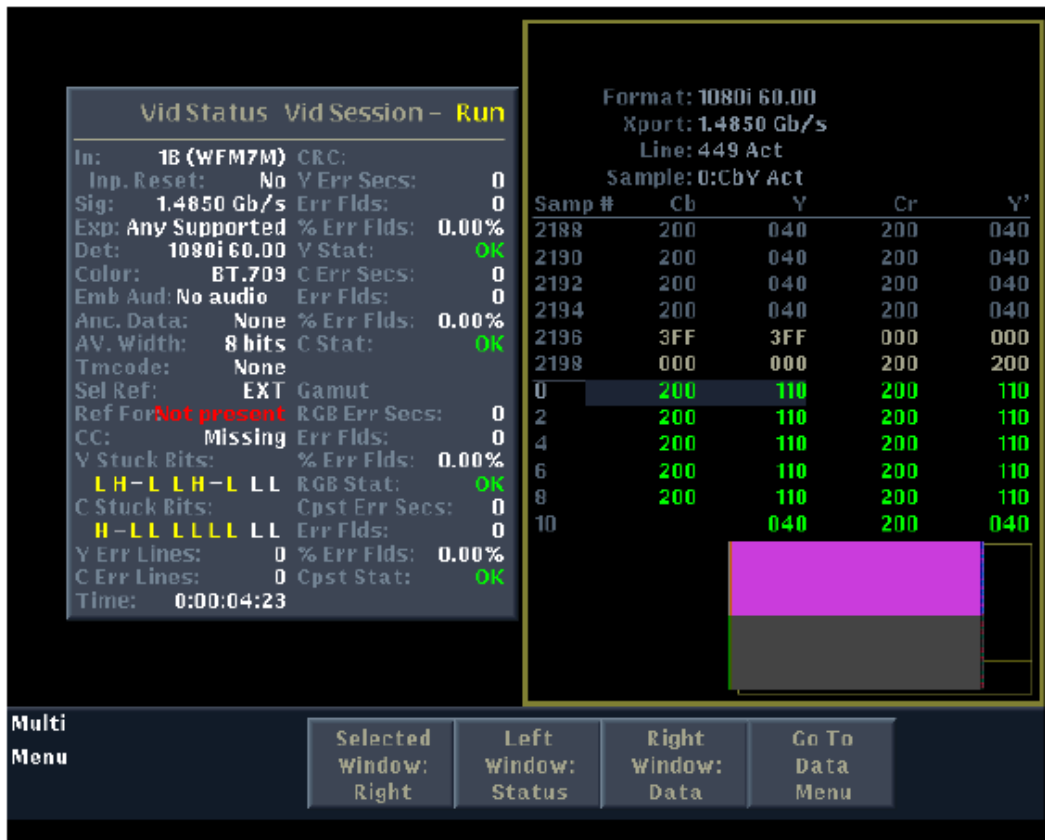 Vid Status Vid Session – Run
In: 1B (WFM7M) CRC:
Inp. Reset: No Y Err Secs: 0
Sig: 1.4850 Gb/s Err Flds: 0
Exp: Any Supported % Err Flds: 0.00%
Det: 1080i 60.00 Y Stat: OK
Color: BT.709 C Err Secs: 0
Emb Aud: No audio Err Flds: 0
Anc. Data: None % Err Flds: 0.00%
AV. Width: 8 bits C Stat: OK
Tmcode: None
Sel Ref: EXT Gamut
Ref For Not present RGB Err Secs: 0
CC: Missing Err Flds: 0
Y Stuck Bits: % Err Flds: 0.00%
L H – L L H – L L L RGB Stat: OK
C Stuck Bits: Cpst Err Secs: 0
H – L L L L L L L L Err Flds: 0
Y Err Lines: 0 % Err Flds: 0.00%
C Err Lines: 0 Cpst Stat: OK
Time: 0:00:04:23
Format: 1080i 60.00
Xport: 1.4850 Gb/s
Line: 449 Act
Sample: 0:CbY Act
Samp # Cb Y Cr Y'
2188 200 040 200 040
2190 200 040 200 040
2192 200 040 200 040
2194 200 040 200 040
2196 3FF 3FF 000 000
2198 000 000 200 200
0 200 110 200 110
2 200 110 200 110
4 200 110 200 110
6 200 110 200 110
8 200 110 200 110
10 040 200 040
Multi
Menu
Selected
Window:
Right
Left
Window:
Status
Right
Window:
Data
Go To
Data
Menu